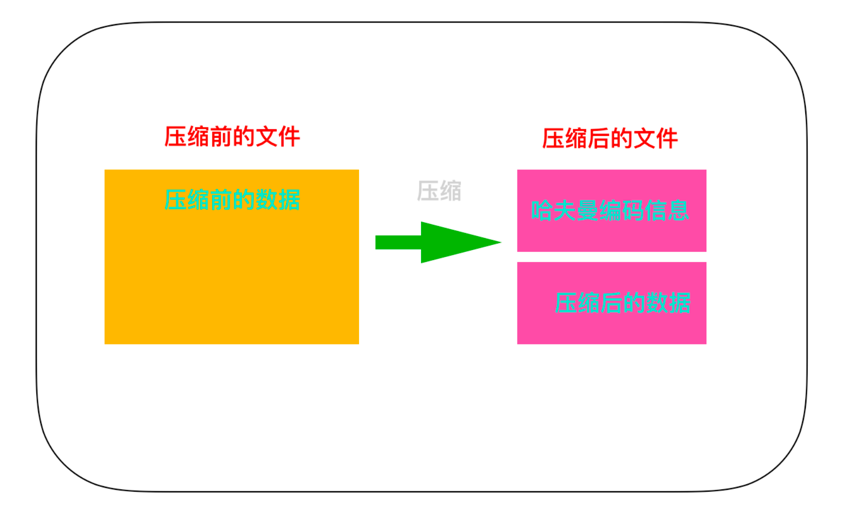 压缩前的文件
压缩前的数据
压缩
压缩后的文件
哈夫曼编码信息
压缩后的数据